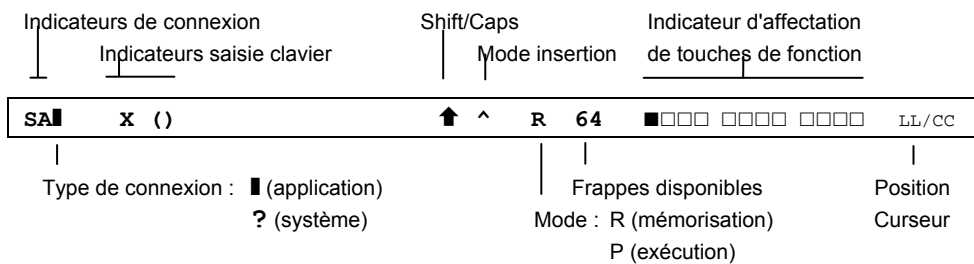 Indicateurs de connexion Shift/Caps Indicateur d'affectation
Indicateurs saisie clavier Mode insertion de touches de fonction
SA▮ X () ⬆ ^ R 64 ■□□□ □□□□ □□□□ LL/CC
Type de connexion : ▮ (application) Frappes disponibles Position
? (système) Mode : R (mémorisation) Curseur
P (exécution)